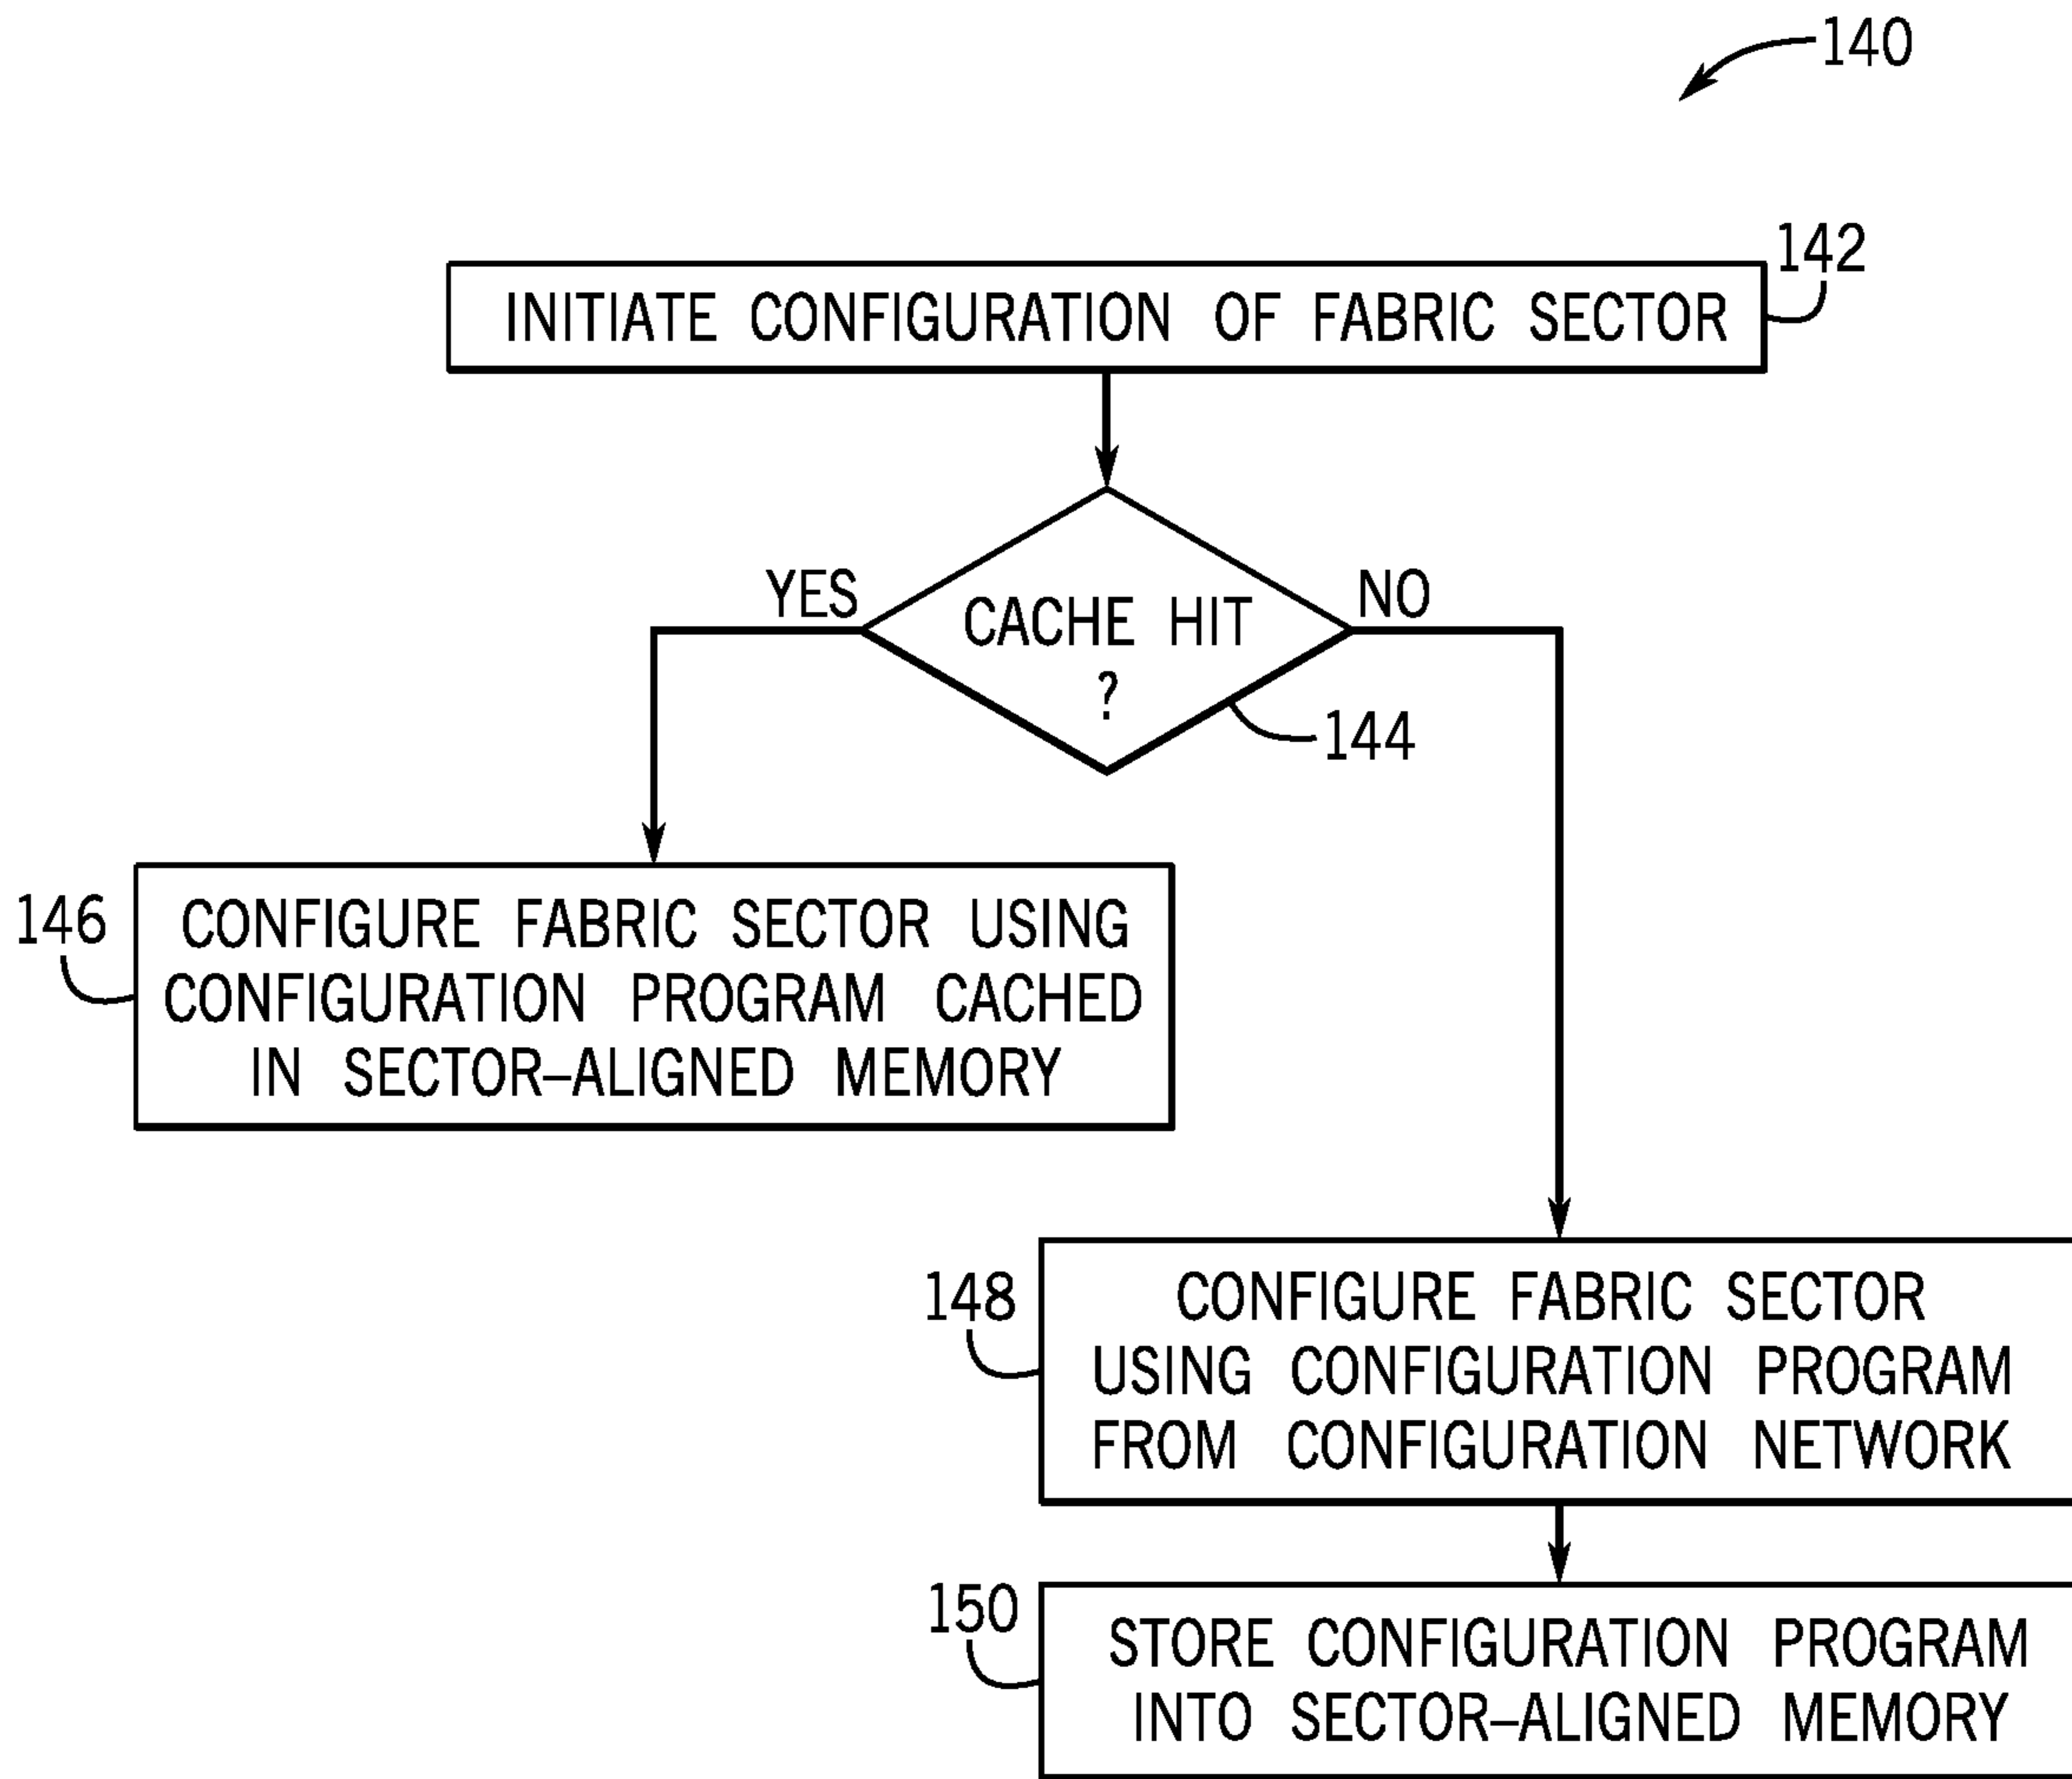 140
142
INITIATE CONFIGURATION OF FABRIC SECTOR
YES
NO
CACHE HIT
?
144
146
CONFIGURE FABRIC SECTOR USING
CONFIGURATION PROGRAM CACHED
IN SECTOR–ALIGNED MEMORY
148
CONFIGURE FABRIC SECTOR
USING CONFIGURATION PROGRAM
FROM CONFIGURATION NETWORK
150
STORE CONFIGURATION PROGRAM
INTO SECTOR–ALIGNED MEMORY